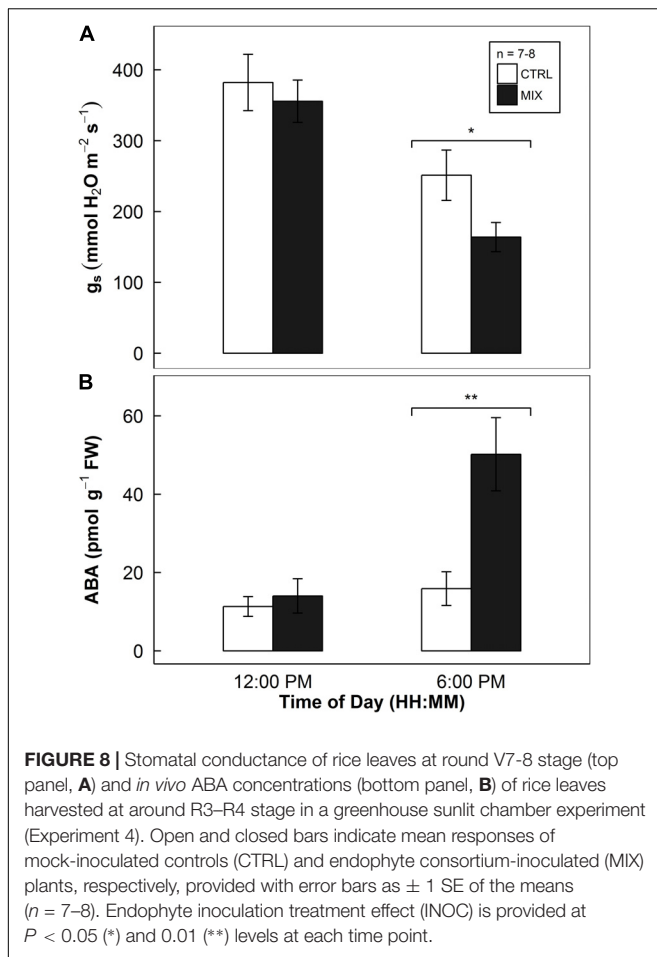 A
n = 7-8
CTRL
MIX
400
300
200
100
0
gs (mmol H2O m−2 s−1)
*
B
60
40
20
0
ABA (pmol g−1 FW)
**
12:00 PM 6:00 PM
Time of Day (HH:MM)
FIGURE 8 | Stomatal conductance of rice leaves at round V7-8 stage (top
panel, A) and in vivo ABA concentrations (bottom panel, B) of rice leaves
harvested at around R3–R4 stage in a greenhouse sunlit chamber experiment
(Experiment 4). Open and closed bars indicate mean responses of
mock-inoculated controls (CTRL) and endophyte consortium-inoculated (MIX)
plants, respectively, provided with error bars as ± 1 SE of the means
(n = 7–8). Endophyte inoculation treatment effect (INOC) is provided at
P < 0.05 (*) and 0.01 (**) levels at each time point.